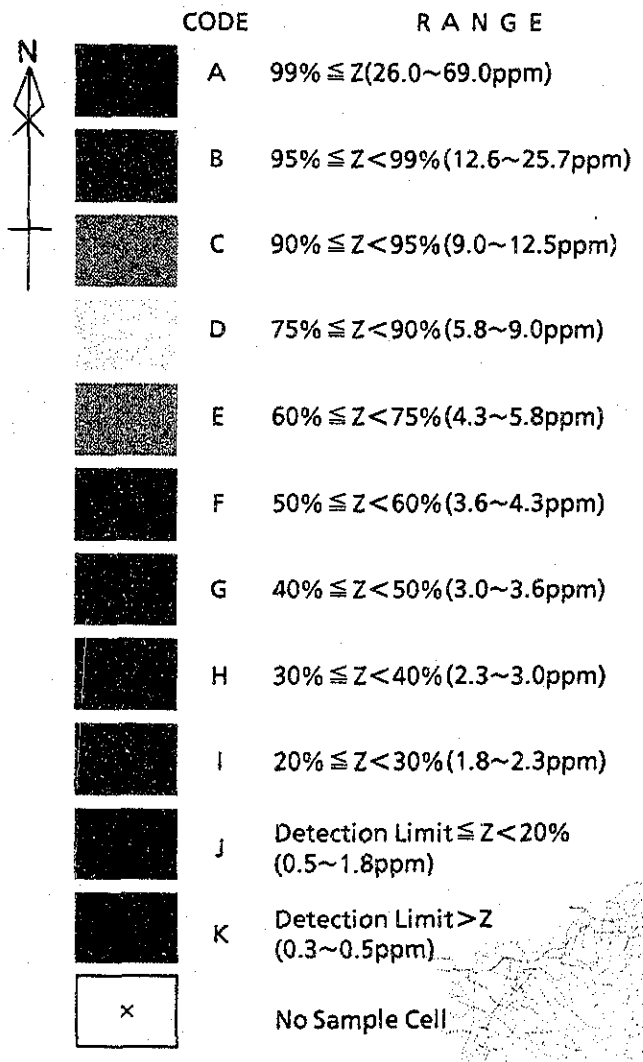 CODE RANGE
N
A 99% ≦ Z(26.0~69.0ppm)
B 95% ≦ Z<99%(12.6~25.7ppm)
C 90% ≦ Z<95%(9.0~12.5ppm)
D 75% ≦ Z<90%(5.8~9.0ppm)
E 60% ≦ Z<75%(4.3~5.8ppm)
F 50% ≦ Z<60%(3.6~4.3ppm)
G 40% ≦ Z<50%(3.0~3.6ppm)
H 30% ≦ Z<40%(2.3~3.0ppm)
I 20% ≦ Z<30%(1.8~2.3ppm)
J Detection Limit ≦ Z<20%
(0.5~1.8ppm)
K Detection Limit>Z
(0.3~0.5ppm)
× No Sample Cell